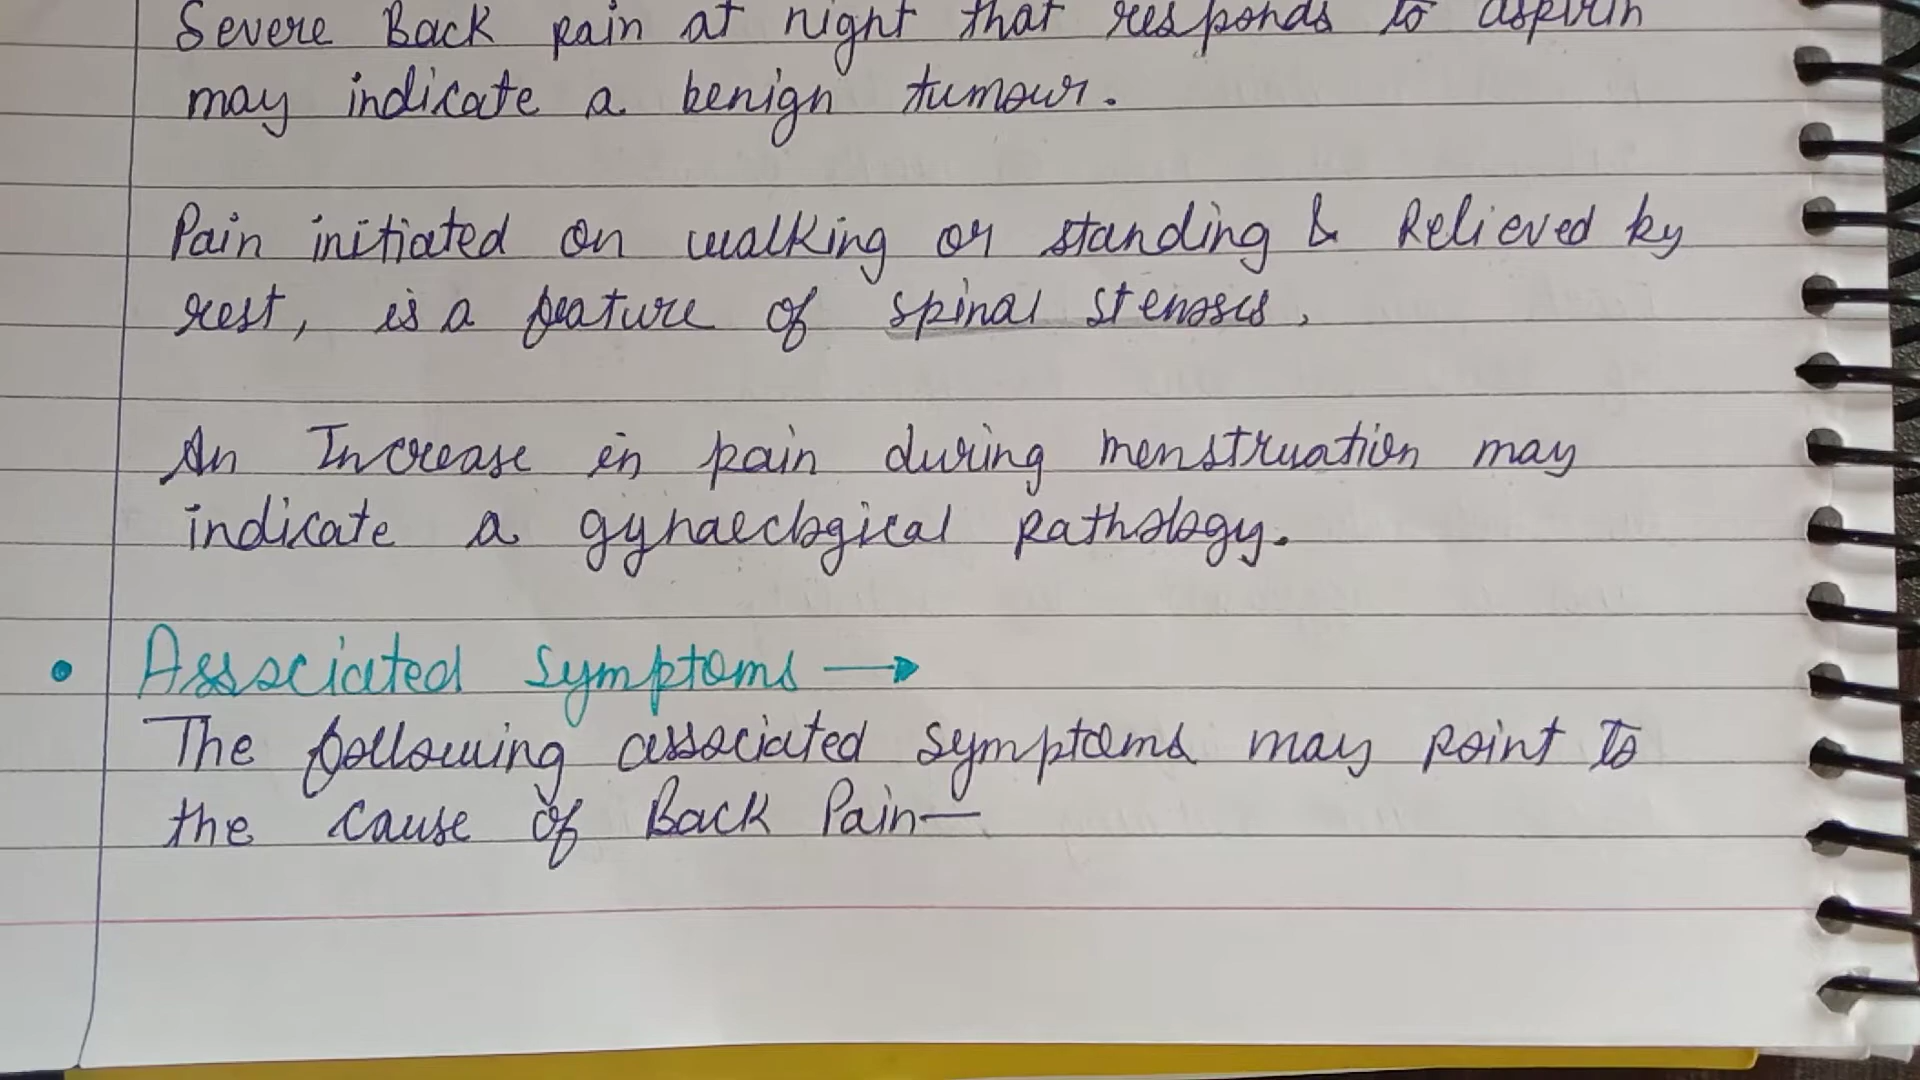 Severe Back pain at night that responds to aspirin
may indicate a benign tumour.
Pain initiated on walking or standing & Relieved by
rest, is a feature of spinal stenosis,
An Increase in pain during menstruation may
indicate a gynaeclogical pathology.
• Associated Symptoms →
The following associated symptoms may point to
the cause of Back Pain—